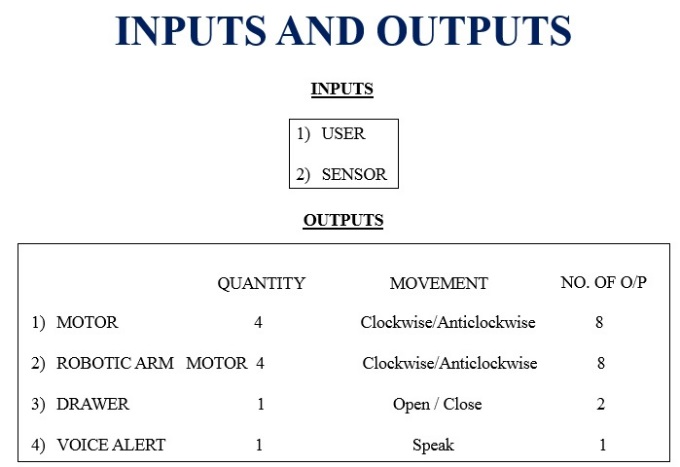 INPUTS AND OUTPUTS
INPUTS
1) USER
2) SENSOR
OUTPUTS
QUANTITY MOVEMENT NO. OF O/P
1) MOTOR 4 Clockwise/Anticlockwise 8
2) ROBOTIC ARM MOTOR 4 Clockwise/Anticlockwise 8
3) DRAWER 1 Open / Close 2
4) VOICE ALERT 1 Speak 1